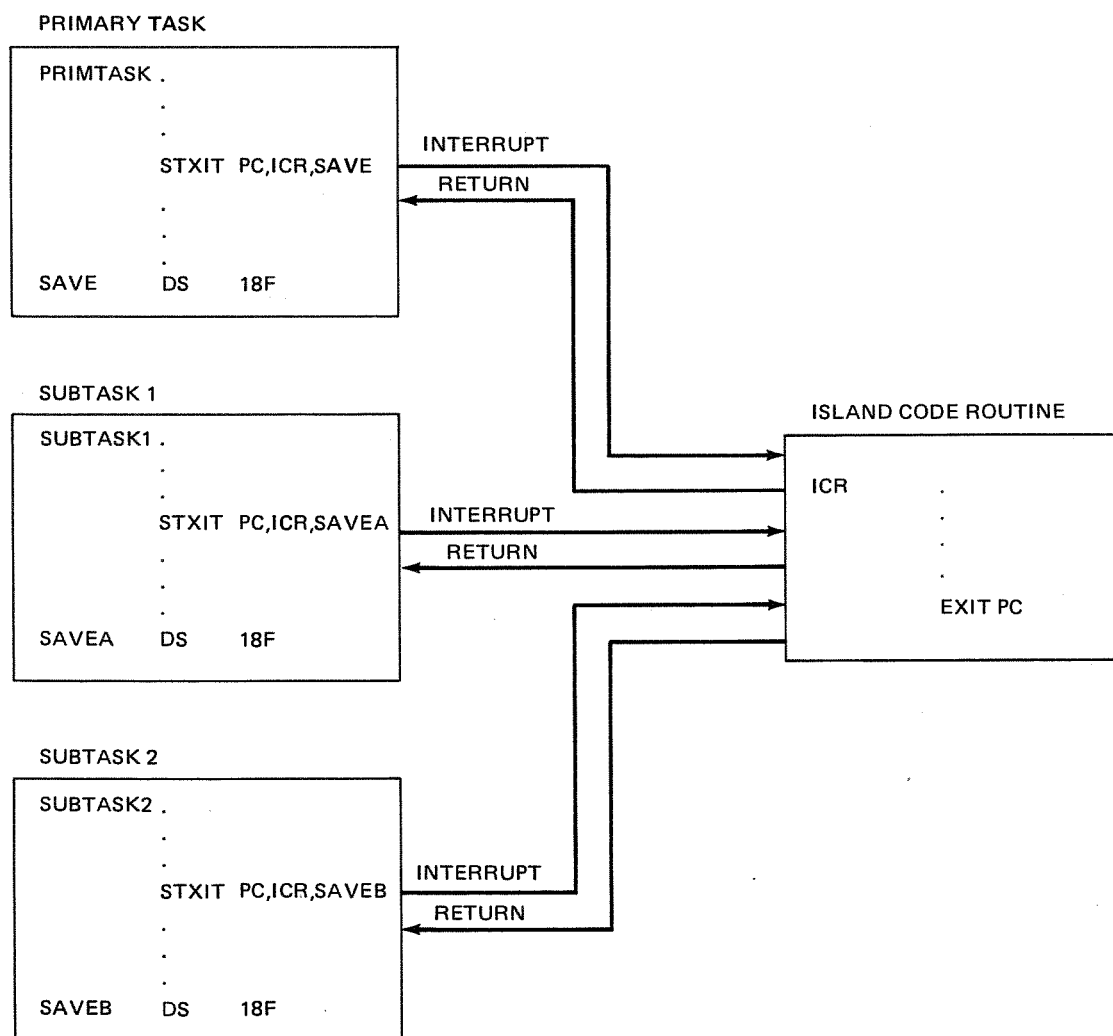 PRIMARY TASK
PRIMTASK .
.
.
STXIT PC,ICR,SAVE
.
.
.
SAVE DS 18F
INTERRUPT
RETURN
SUBTASK 1
SUBTASK1 .
.
.
STXIT PC,ICR,SAVEA
.
.
.
SAVEA DS 18F
INTERRUPT
RETURN
ISLAND CODE ROUTINE
ICR .
.
.
.
EXIT PC
SUBTASK 2
SUBTASK2 .
.
.
STXIT PC,ICR,SAVEB
.
.
.
SAVEB DS 18F
INTERRUPT
RETURN